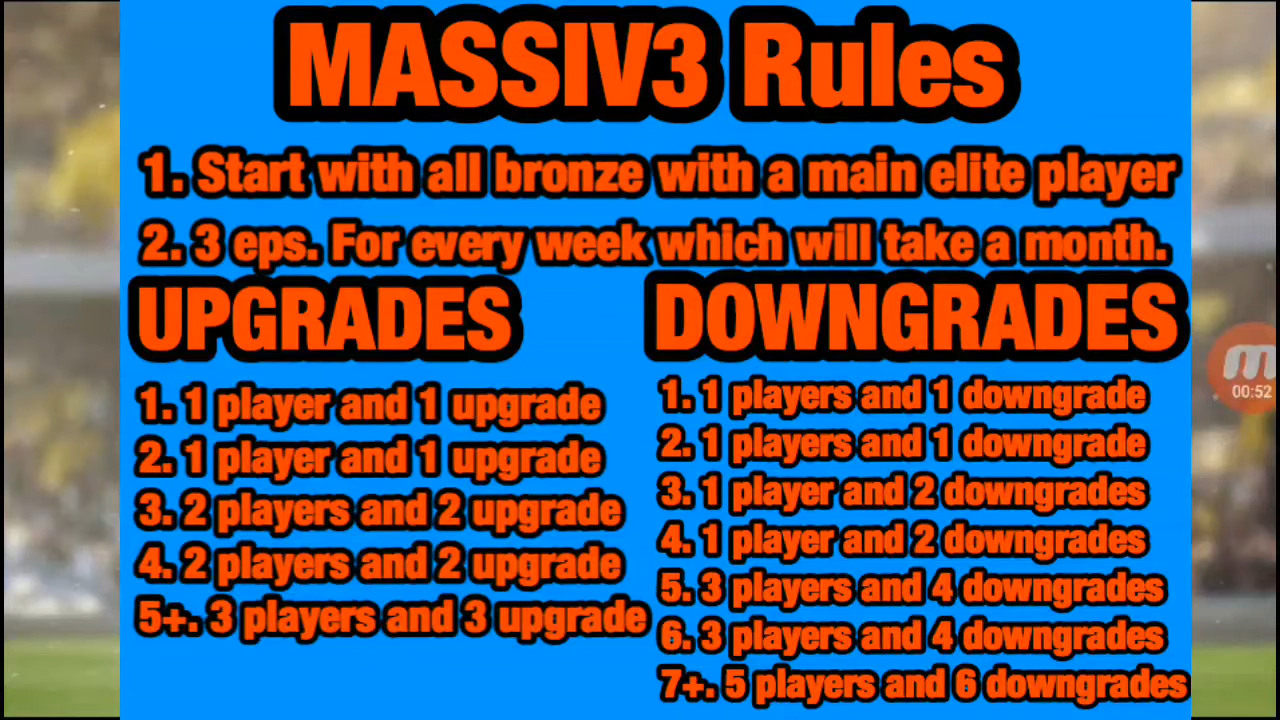 MASSIV3 Rules
1. Start with all bronze with a main elite player
2. 3 eps. For every week which will take a month.
UPGRADES
1. 1 player and 1 upgrade
2. 1 player and 1 upgrade
3. 2 players and 2 upgrade
4. 2 players and 2 upgrade
5+. 3 players and 3 upgrade
DOWNGRADES
1. 1 players and 1 downgrade
2. 1 players and 1 downgrade
3. 1 player and 2 downgrades
4. 1 player and 2 downgrades
5. 3 players and 4 downgrades
6. 3 players and 4 downgrades
7+. 5 players and 6 downgrades
00:52